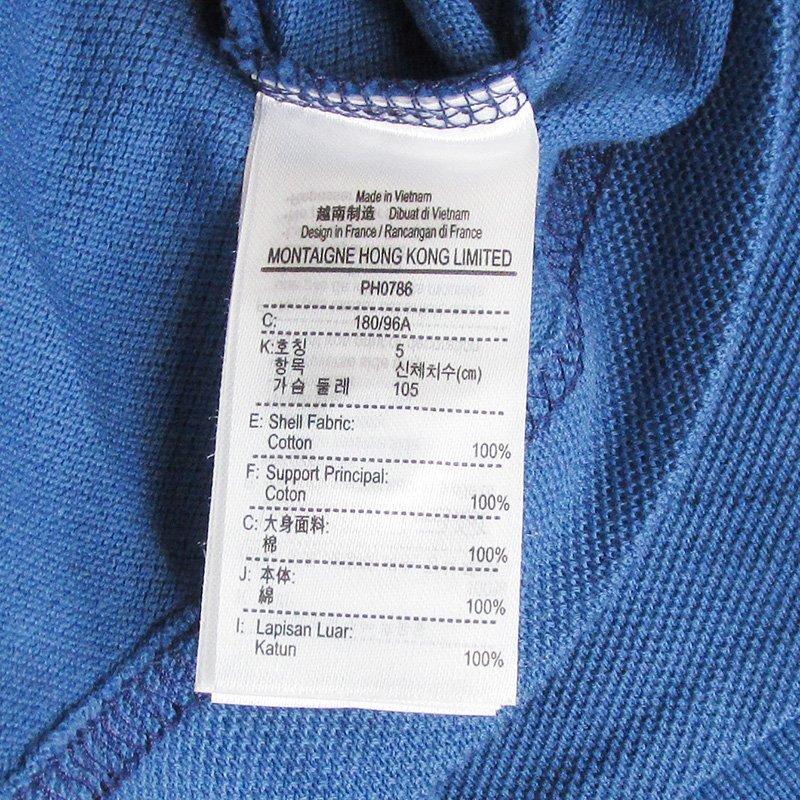 Made in Vietnam
越南制造 Dibuat di Vietnam
Design in France / Rancangan di France
MONTAIGNE HONG KONG LIMITED
PH0786
C: 180/96A
K:호칭 5
항목 신체치수(cm)
가슴 둘레 105
E: Shell Fabric:
Cotton 100%
F: Support Principal:
Coton 100%
C: 大身面料:
棉 100%
J: 本体:
綿 100%
I: Lapisan Luar:
Katun 100%